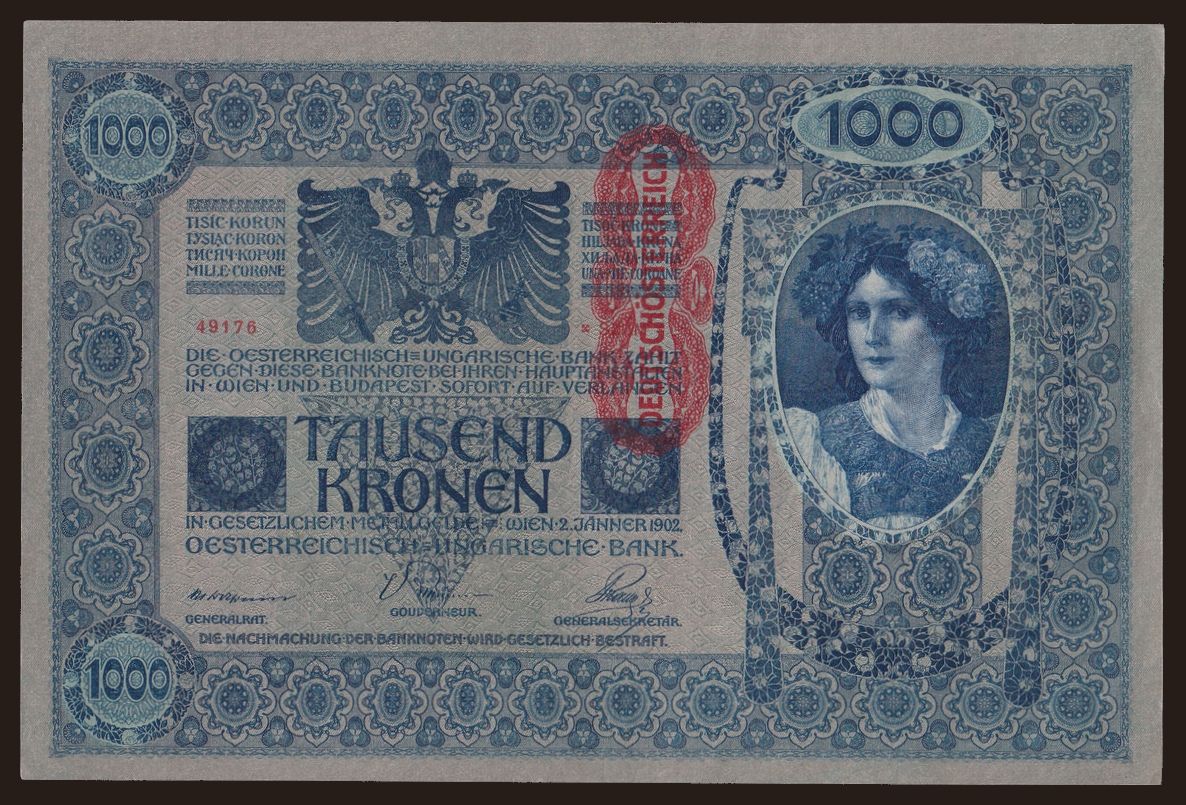 1000
1000
TISÍC·KORUN
TYSIĄC·KORON
ТИСЯЧ·КОРОН
MILLE·CORONE
DEUTSCHÖSTERREICH
49176
DIE·OESTERREICHISCH=UNGARISCHE·BANK·ZAHLT
GEGEN·DIESE·BANKNOTE·BEI·IHREN·HAUPTANSTALTEN
IN·WIEN·UND·BUDAPEST·SOFORT·AUF·VERLANGEN
TAUSEND
KRONEN
IN·GESETZLICHEM·METALLGELDE=WIEN·2.JÄNNER 1902.
OESTERREICHISCH=UNGARISCHE·BANK.
GENERALRAT.
GOUVERNEUR.
GENERALSEKRETÄR.
DIE·NACHMACHUNG·DER·BANKNOTEN·WIRD·GESETZLICH·BESTRAFT.
1000